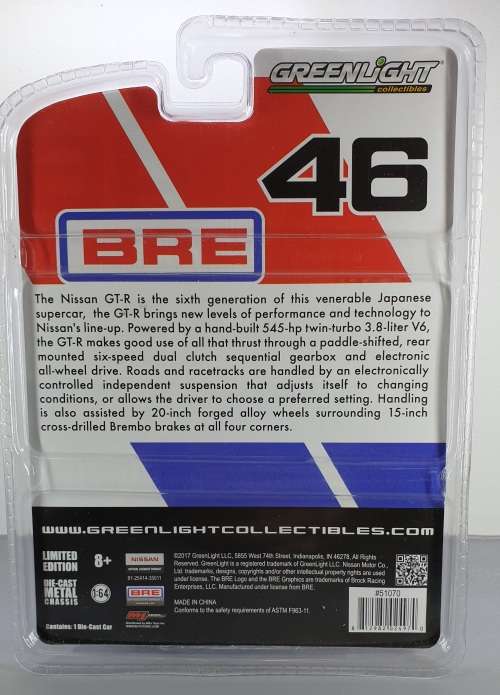 GREENLIGHT
collectibles
46
BRE
The Nissan GT-R is the sixth generation of this venerable Japanese
supercar, the GT-R brings new levels of performance and technology to
Nissan's line-up. Powered by a hand-built 545-hp twin-turbo 3.8-liter V6,
the GT-R makes good use of all that thrust through a paddle-shifted, rear
mounted six-speed dual clutch sequential gearbox and electronic
all-wheel drive. Roads and racetracks are handled by an electronically
controlled independent suspension that adjusts itself to changing
conditions, or allows the driver to choose a preferred setting. Handling
is also assisted by 20-inch forged alloy wheels surrounding 15-inch
cross-drilled Brembo brakes at all four corners.
WWW.GREENLIGHTCOLLECTIBLES.COM
LIMITED
EDITION
8+
NISSAN
DIE-CAST
METAL
CHASSIS
1:64
BRE
Contains: 1 Die-Cast Car
©2017 GreenLight LLC, 5855 West 74th Street, Indianapolis, IN 46278, All Rights
Reserved. Greenlight is a registered trademark of GreenLight LLC. Nissan Motor Co.,
Ltd. trademarks, designs, copyrights and/or other intellectual property rights are used
under license. The BRE Logo and the BRE Graphics are trademarks of Brock Racing
Enterprises, LLC. Manufactured under license from BRE.
MADE IN CHINA
Conforms to the safety requirements of ASTM F963-11.
#51070